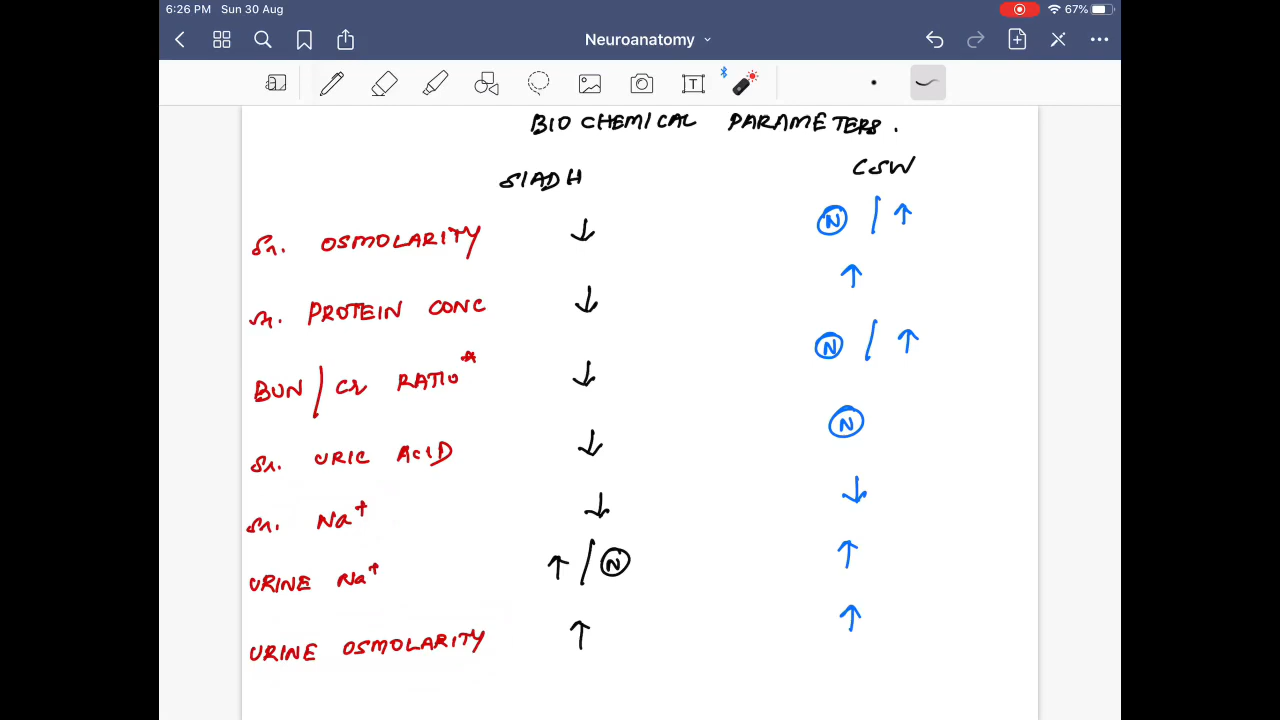 6:26 PM Sun 30 Aug 67%
Neuroanatomy
T
BIOCHEMICAL PARAMETERS.
SIADH CSW
Sr. OSMOLARITY ↓ N / ↑
Sr. PROTEIN CONC ↓ ↑
BUN / Cr RATIO* ↓ N / ↑
Sr. URIC ACID ↓ N
Sr. Na+ ↓ ↓
URINE Na+ ↑ / N ↑
URINE OSMOLARITY ↑ ↑